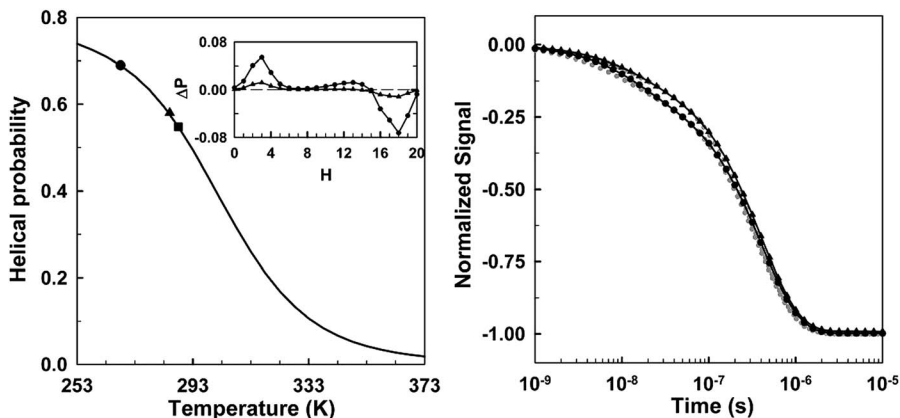 0.8
0.6
0.4
0.2
0.0
Helical probability
253 293 333 373
Temperature (K)
0.08
0.00
-0.08
ΔP
0 4 8 12 16 20
H
0.00
-0.25
-0.50
-0.75
-1.00
Normalized Signal
10⁻⁹ 10⁻⁸ 10⁻⁷ 10⁻⁶ 10⁻⁵
Time (s)